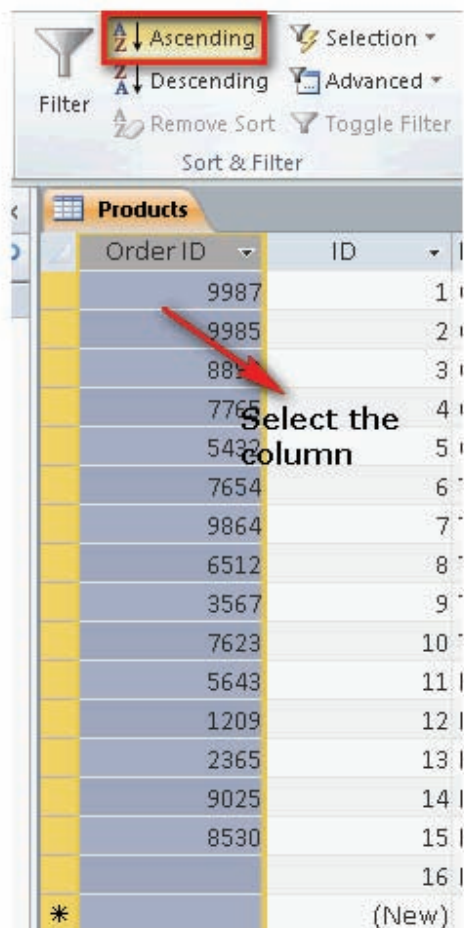 Ascending Selection
Descending Advanced
Filter
Remove Sort Toggle Filter
Sort & Filter
Products
Order ID ID
9987 1
9985 2
3
7765 4
5432 5
7654 6
9864 7
6512 8
3567 9
7623 10
5643 11
1209 12
2365 13
9025 14
8530 15
16
* (New)
Select the
column